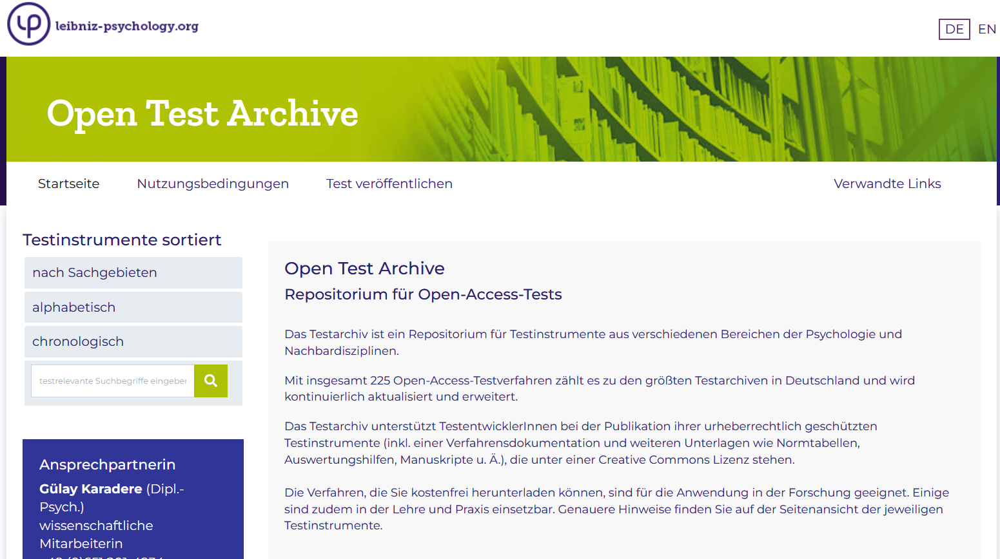 leibniz-psychology.org
DE EN
Open Test Archive
Startseite Nutzungsbedingungen Test veröffentlichen Verwandte Links
Testinstrumente sortiert
nach Sachgebieten
alphabetisch
chronologisch
testrelevante Suchbegriffe eingeben
Ansprechpartnerin
Gülay Karadere (Dipl.-
Psych.)
wissenschaftliche
Mitarbeiterin
Open Test Archive
Repositorium für Open-Access-Tests
Das Testarchiv ist ein Repositorium für Testinstrumente aus verschiedenen Bereichen der Psychologie und
Nachbardisziplinen.
Mit insgesamt 225 Open-Access-Testverfahren zählt es zu den größten Testarchiven in Deutschland und wird
kontinuierlich aktualisiert und erweitert.
Das Testarchiv unterstützt TestentwicklerInnen bei der Publikation ihrer urheberrechtlich geschützten
Testinstrumente (inkl. einer Verfahrensdokumentation und weiteren Unterlagen wie Normtabellen,
Auswertungshilfen, Manuskripte u. Ä.), die unter einer Creative Commons Lizenz stehen.
Die Verfahren, die Sie kostenfrei herunterladen können, sind für die Anwendung in der Forschung geeignet. Einige
sind zudem in der Lehre und Praxis einsetzbar. Genauere Hinweise finden Sie auf der Seitenansicht der jeweiligen
Testinstrumente.